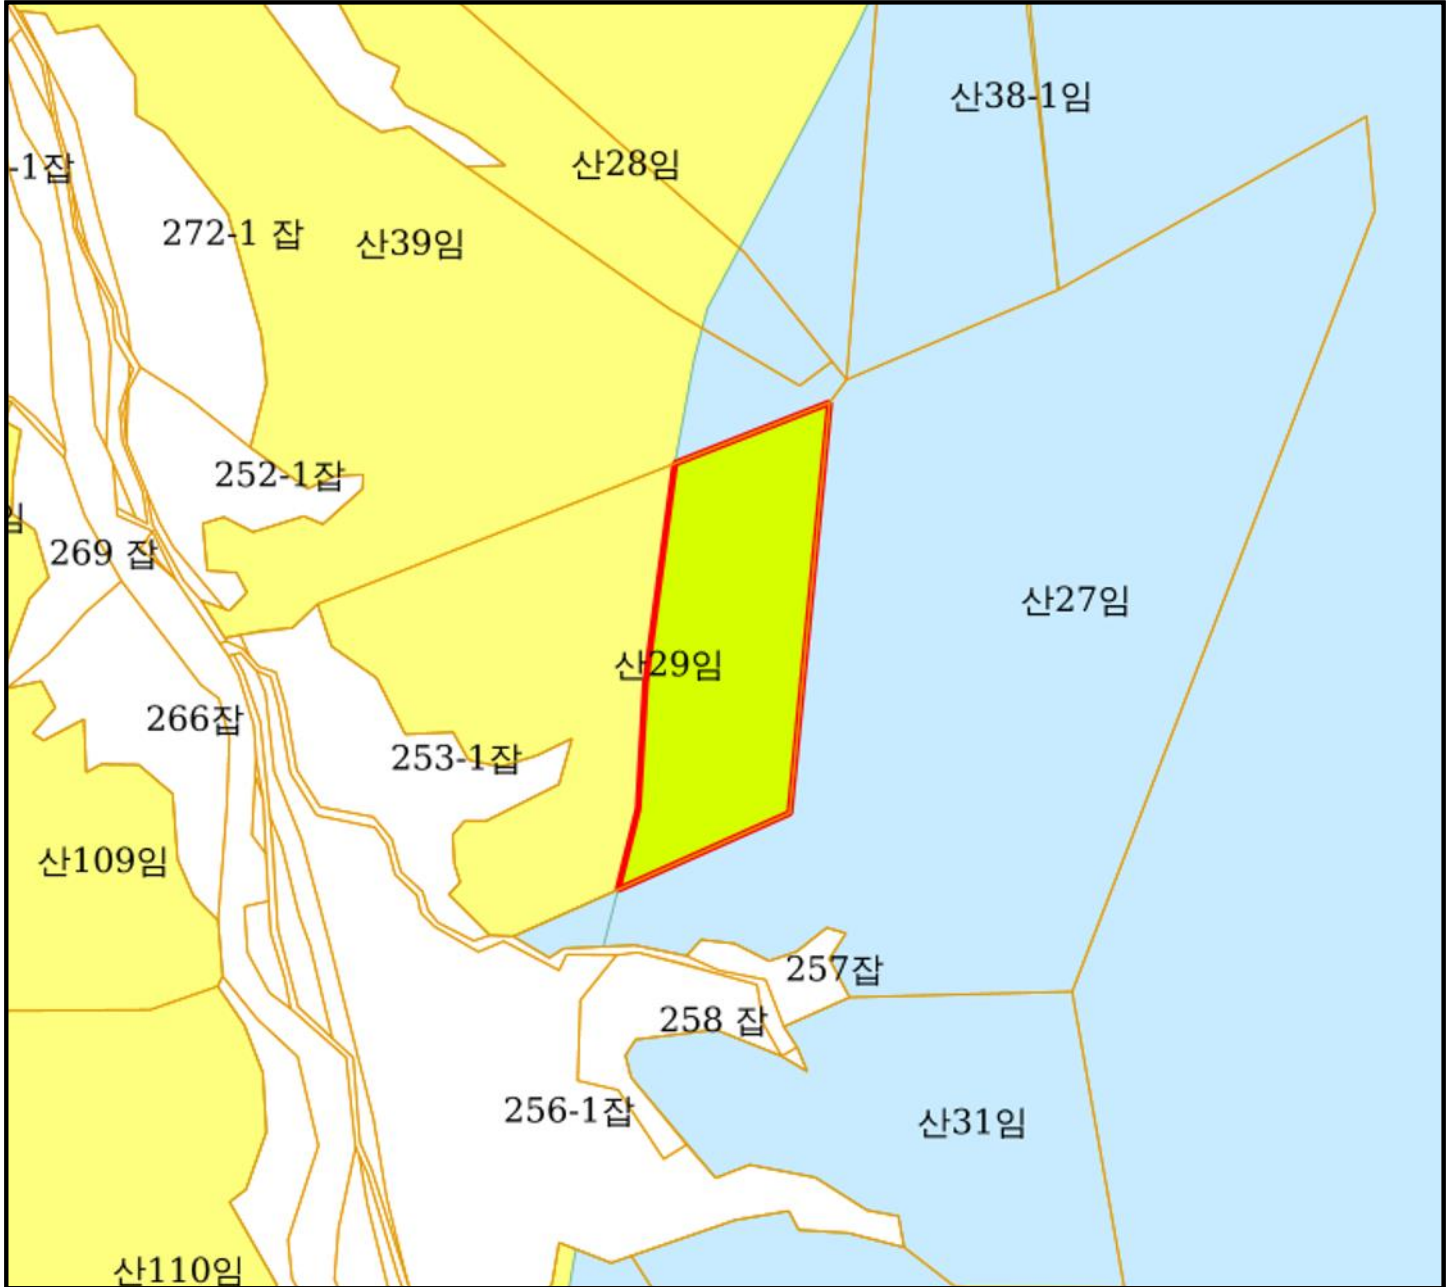 산38-1임
산28임
-1잡
272-1 잡
산39임
252-1잡
임
269 잡
산27임
산29임
266잡
253-1잡
산109임
257잡
258 잡
256-1잡
산31임
산110임